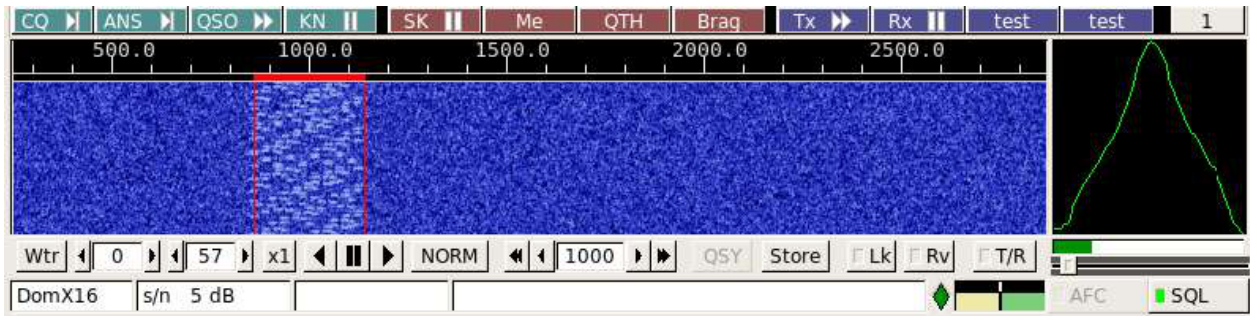 CQ ANS QSO KN SK Me QTH Brag Tx Rx test test 1
500.0 1000.0 1500.0 2000.0 2500.0
Wtr 0 57 x1 NORM 1000 QSY Store Lk Rv T/R
DomX16 s/n 5 dB AFC SQL